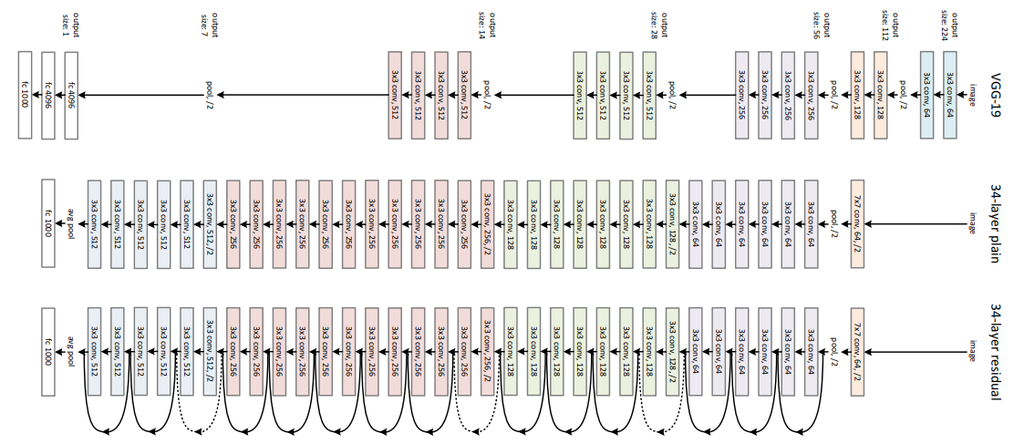 output
size: 224
output
size: 112
output
size: 56
output
size: 28
output
size: 14
output
size: 7
output
size: 1
VGG-19
image
3x3 conv, 64
3x3 conv, 64
pool, /2
3x3 conv, 128
3x3 conv, 128
pool, /2
3x3 conv, 256
3x3 conv, 256
3x3 conv, 256
3x3 conv, 256
pool, /2
3x3 conv, 512
3x3 conv, 512
3x3 conv, 512
3x3 conv, 512
pool, /2
3x3 conv, 512
3x3 conv, 512
3x3 conv, 512
3x3 conv, 512
pool, /2
fc 4096
fc 4096
fc 1000
34-layer plain
image
7x7 conv, 64, /2
pool, /2
3x3 conv, 64
3x3 conv, 64
3x3 conv, 64
3x3 conv, 64
3x3 conv, 64
3x3 conv, 64
3x3 conv, 128, /2
3x3 conv, 128
3x3 conv, 128
3x3 conv, 128
3x3 conv, 128
3x3 conv, 128
3x3 conv, 128
3x3 conv, 128
3x3 conv, 256, /2
3x3 conv, 256
3x3 conv, 256
3x3 conv, 256
3x3 conv, 256
3x3 conv, 256
3x3 conv, 256
3x3 conv, 256
3x3 conv, 256
3x3 conv, 256
3x3 conv, 256
3x3 conv, 256
3x3 conv, 512, /2
3x3 conv, 512
3x3 conv, 512
3x3 conv, 512
3x3 conv, 512
3x3 conv, 512
avg pool
fc 1000
34-layer residual
image
7x7 conv, 64, /2
pool, /2
3x3 conv, 64
3x3 conv, 64
3x3 conv, 64
3x3 conv, 64
3x3 conv, 64
3x3 conv, 64
3x3 conv, 128, /2
3x3 conv, 128
3x3 conv, 128
3x3 conv, 128
3x3 conv, 128
3x3 conv, 128
3x3 conv, 128
3x3 conv, 128
3x3 conv, 256, /2
3x3 conv, 256
3x3 conv, 256
3x3 conv, 256
3x3 conv, 256
3x3 conv, 256
3x3 conv, 256
3x3 conv, 256
3x3 conv, 256
3x3 conv, 256
3x3 conv, 256
3x3 conv, 256
3x3 conv, 512, /2
3x3 conv, 512
3x3 conv, 512
3x3 conv, 512
3x3 conv, 512
3x3 conv, 512
avg pool
fc 1000